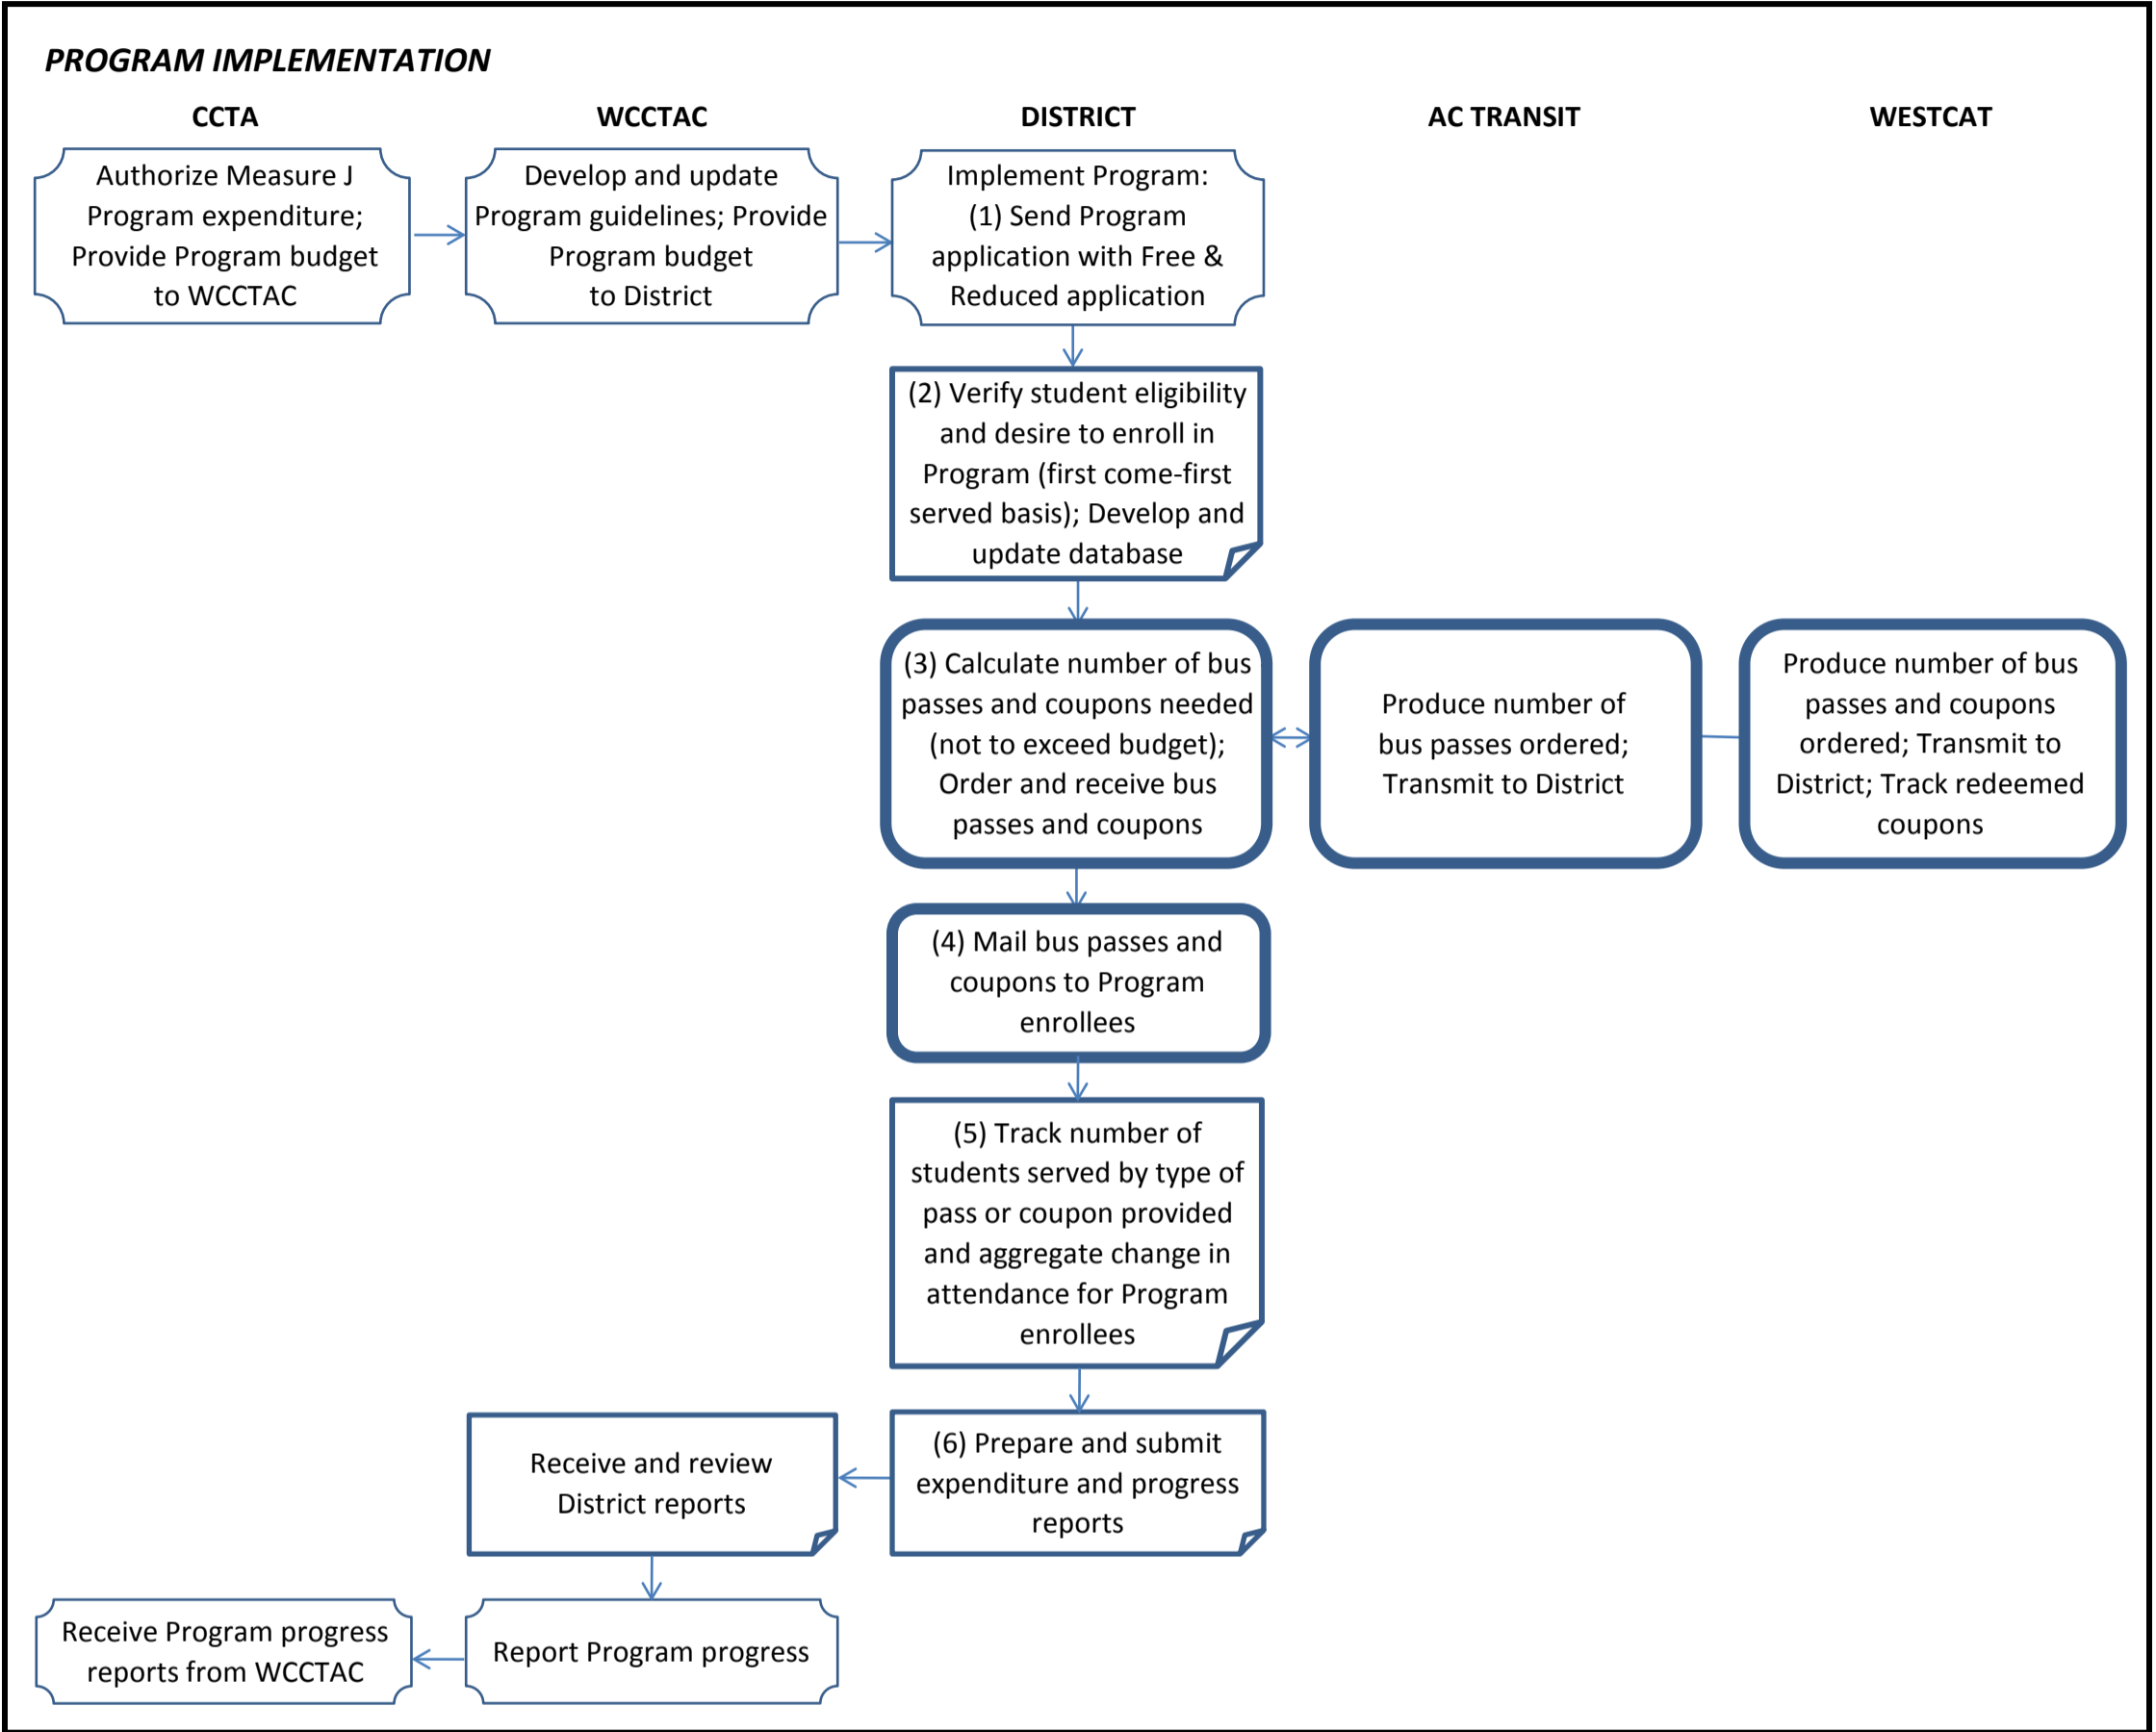 PROGRAM IMPLEMENTATION
CCTA
WCCTAC
DISTRICT
AC TRANSIT
WESTCAT
Authorize Measure J
Program expenditure;
Provide Program budget
to WCCTAC
Develop and update
Program guidelines; Provide
Program budget
to District
Implement Program:
(1) Send Program
application with Free &
Reduced application
(2) Verify student eligibility
and desire to enroll in
Program (first come-first
served basis); Develop and
update database
(3) Calculate number of bus
passes and coupons needed
(not to exceed budget);
Order and receive bus
passes and coupons
Produce number of
bus passes ordered;
Transmit to District
Produce number of bus
passes and coupons
ordered; Transmit to
District; Track redeemed
coupons
(4) Mail bus passes and
coupons to Program
enrollees
(5) Track number of
students served by type of
pass or coupon provided
and aggregate change in
attendance for Program
enrollees
(6) Prepare and submit
expenditure and progress
reports
Receive and review
District reports
Report Program progress
Receive Program progress
reports from WCCTAC